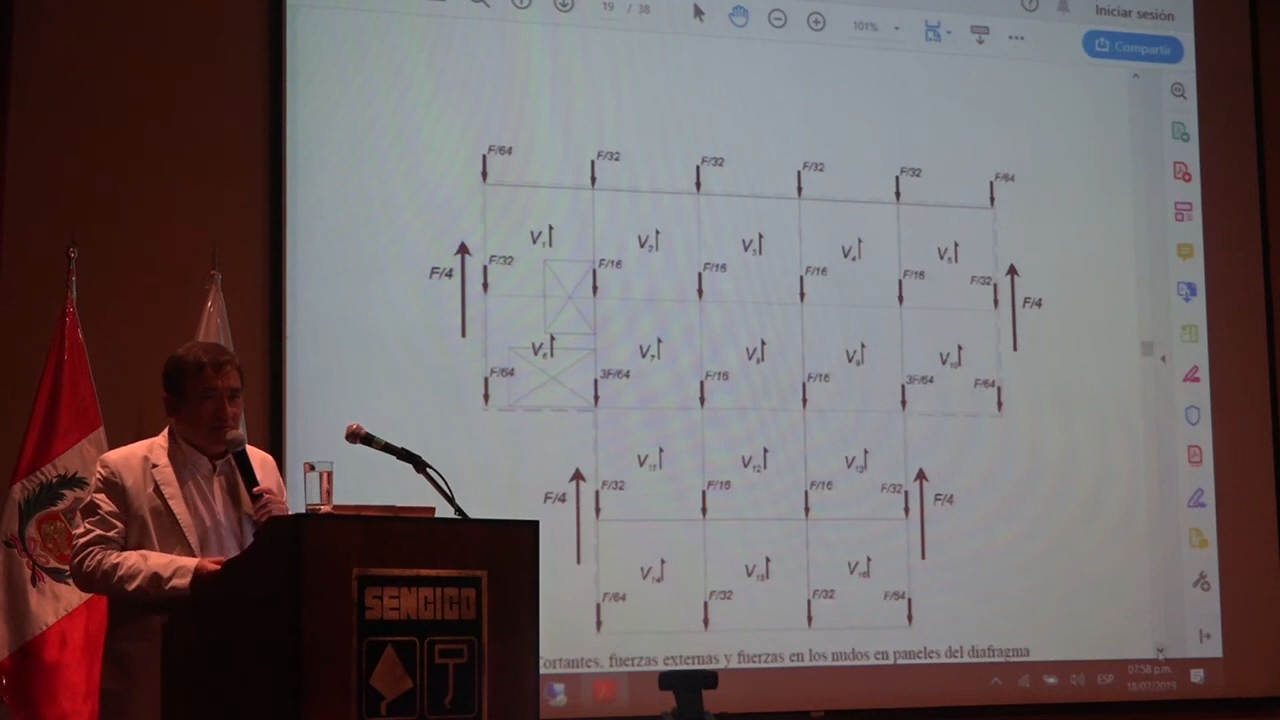 19 / 38
101%
Iniciar sesión
Compartir
F/64 F/32 F/32 F/32 F/32 F/64
V1 V2 V3 V4 V5
F/4 F/32 F/16 F/16 F/16 F/16 F/32 F/4
V6 V7 V8 V9 V10
F/64 3F/64 F/16 F/16 3F/64 F/64
V11 V12 V13
F/4 F/32 F/16 F/16 F/32 F/4
V14 V15 V16
F/64 F/32 F/32 F/64
Cortantes, fuerzas externas y fuerzas en los nudos en paneles del diafragma
ESP
07:58 p.m.
18/07/2019
SENCICO